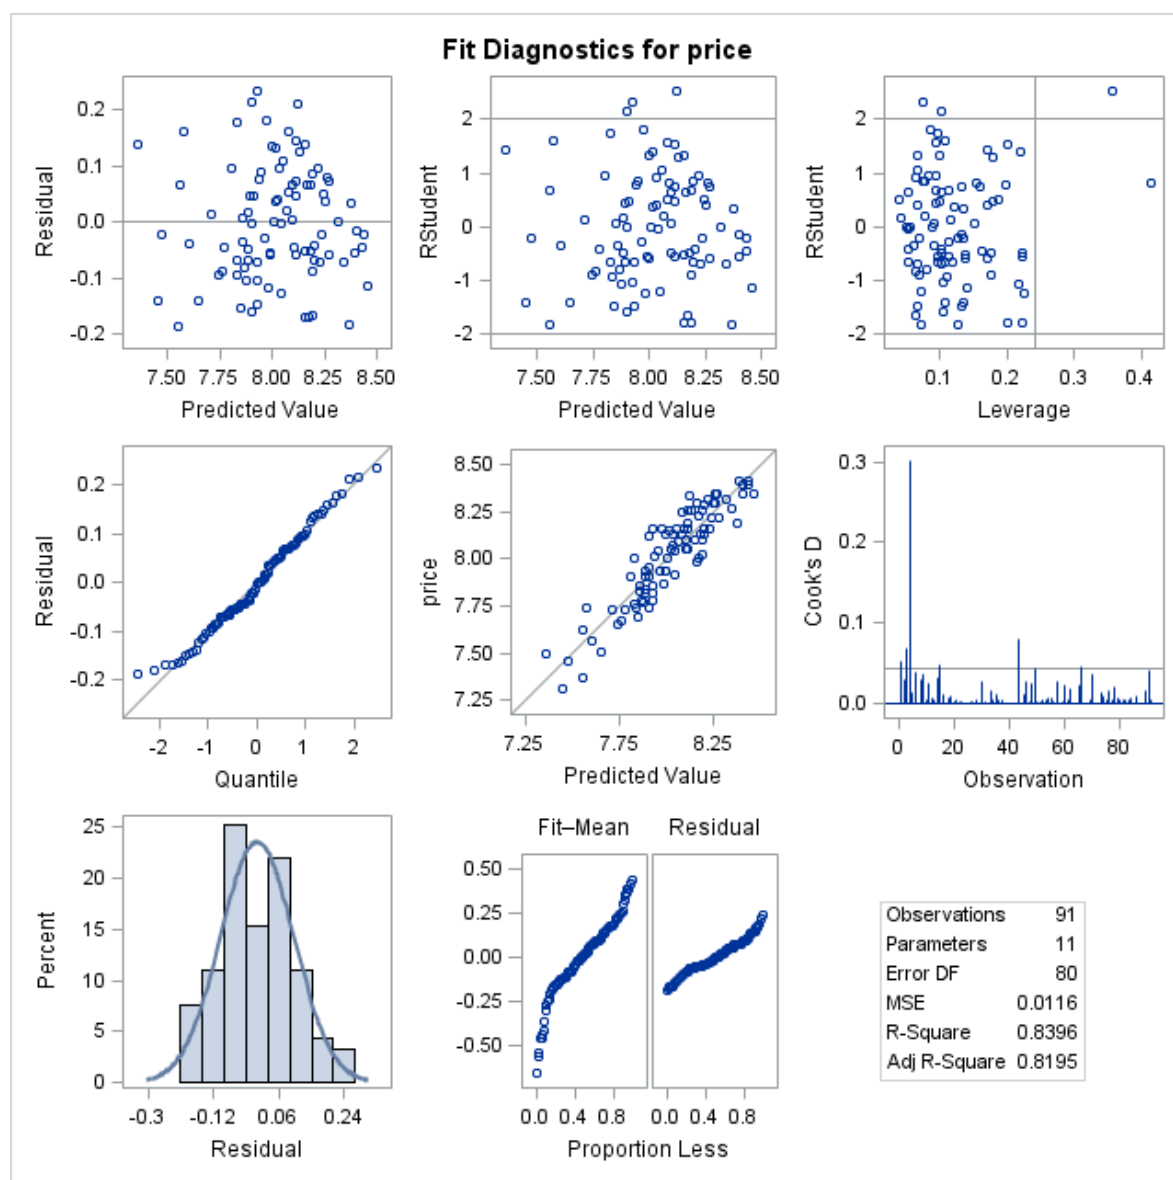 Fit Diagnostics for price
Residual
0.2
0.1
0.0
-0.1
-0.2
7.50 7.75 8.00 8.25 8.50
Predicted Value
RStudent
2
1
0
-1
-2
7.50 7.75 8.00 8.25 8.50
Predicted Value
RStudent
2
1
0
-1
-2
0.1 0.2 0.3 0.4
Leverage
Residual
0.2
0.1
0.0
-0.1
-0.2
-2 -1 0 1 2
Quantile
price
8.50
8.25
8.00
7.75
7.50
7.25
7.25 7.75 8.25
Predicted Value
Cook's D
0.3
0.2
0.1
0.0
0 20 40 60 80
Observation
Percent
25
20
15
10
5
0
-0.3 -0.12 0.06 0.24
Residual
Fit–Mean Residual
0.50
0.25
0.00
-0.25
-0.50
0.0 0.4 0.8 0.0 0.4 0.8
Proportion Less
Observations 91
Parameters 11
Error DF 80
MSE 0.0116
R-Square 0.8396
Adj R-Square 0.8195